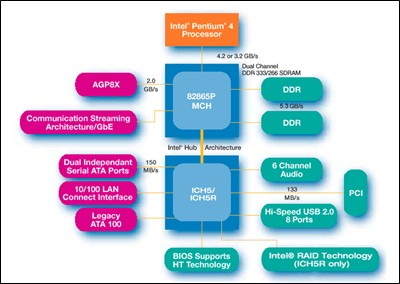 Intel® Pentium® 4
Processor
4.2 or 3.2 GB/s
Dual Channel
DDR 333/266 SDRAM
AGP8X
2.0
GB/s
82865P
MCH
DDR
5.3 GB/s
DDR
Communication Streaming
Architecture/GbE
Intel® Hub Architecture
Dual Independant
Serial ATA Ports
150
MB/s
10/100 LAN
Connect Interface
Legacy
ATA 100
ICH5/
ICH5R
6 Channel
Audio
133
MB/s
PCI
Hi-Speed USB 2.0
8 Ports
BIOS Supports
HT Technology
Intel® RAID Technology
(ICH5R only)